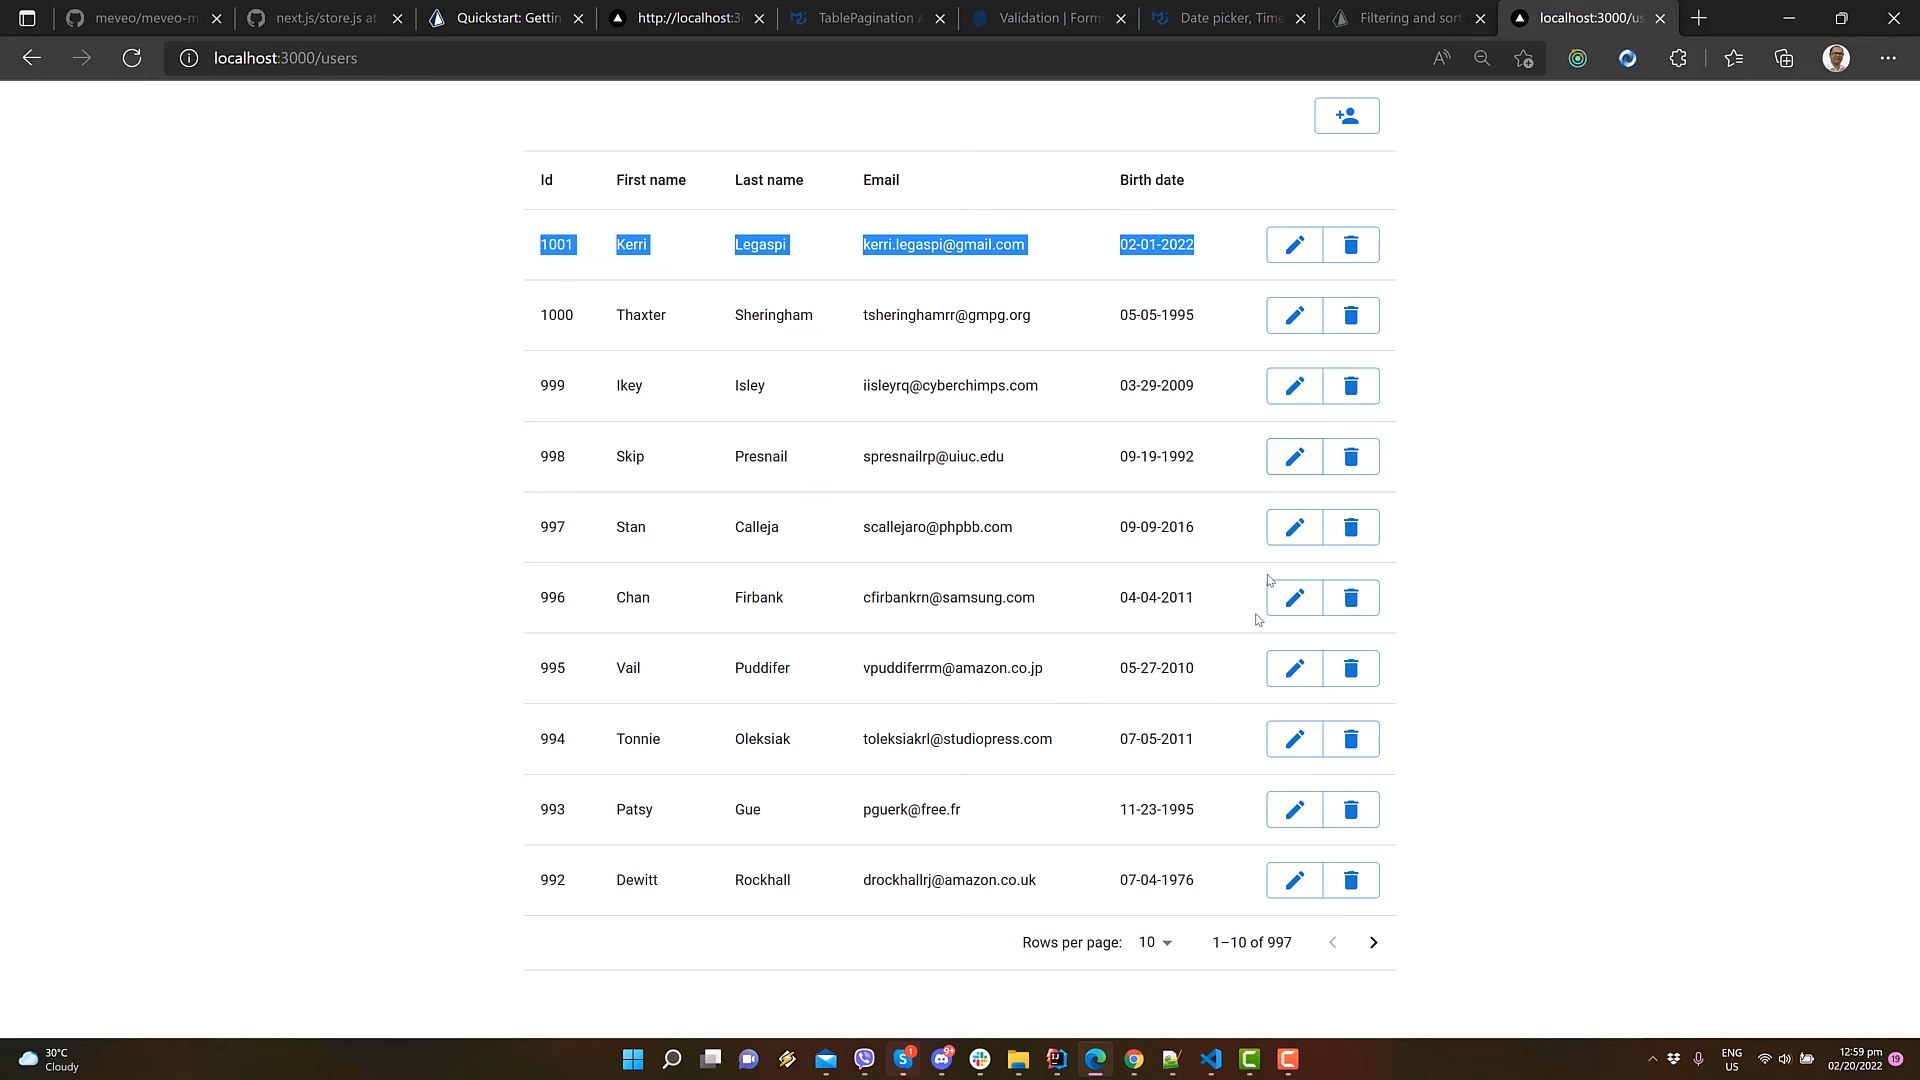 meveo/meveo-m
next.js/store.js at
Quickstart: Gettin
http://localhost:3
TablePagination A
Validation | Formi
Date picker, Time
Filtering and sort
localhost:3000/us
localhost:3000/users
Id First name Last name Email Birth date
1001 Kerri Legaspi kerri.legaspi@gmail.com 02-01-2022
1000 Thaxter Sheringham tsheringhamrr@gmpg.org 05-05-1995
999 Ikey Isley iisleyrq@cyberchimps.com 03-29-2009
998 Skip Presnail spresnailrp@uiuc.edu 09-19-1992
997 Stan Calleja scallejaro@phpbb.com 09-09-2016
996 Chan Firbank cfirbankrn@samsung.com 04-04-2011
995 Vail Puddifer vpuddiferrm@amazon.co.jp 05-27-2010
994 Tonnie Oleksiak toleksiakrl@studiopress.com 07-05-2011
993 Patsy Gue pguerk@free.fr 11-23-1995
992 Dewitt Rockhall drockhallrj@amazon.co.uk 07-04-1976
Rows per page: 10 1–10 of 997
30°C
Cloudy
ENG
US
12:59 pm
02/20/2022
19